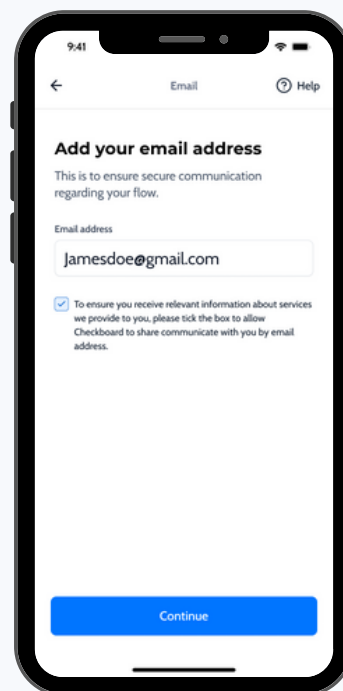 9:41
Email
Help
Add your email address
This is to ensure secure communication
regarding your flow.
Email address
Jamesdoe@gmail.com
To ensure you receive relevant information about services
we provide to you, please tick the box to allow
Checkboard to share communicate with you by email
address.
Continue